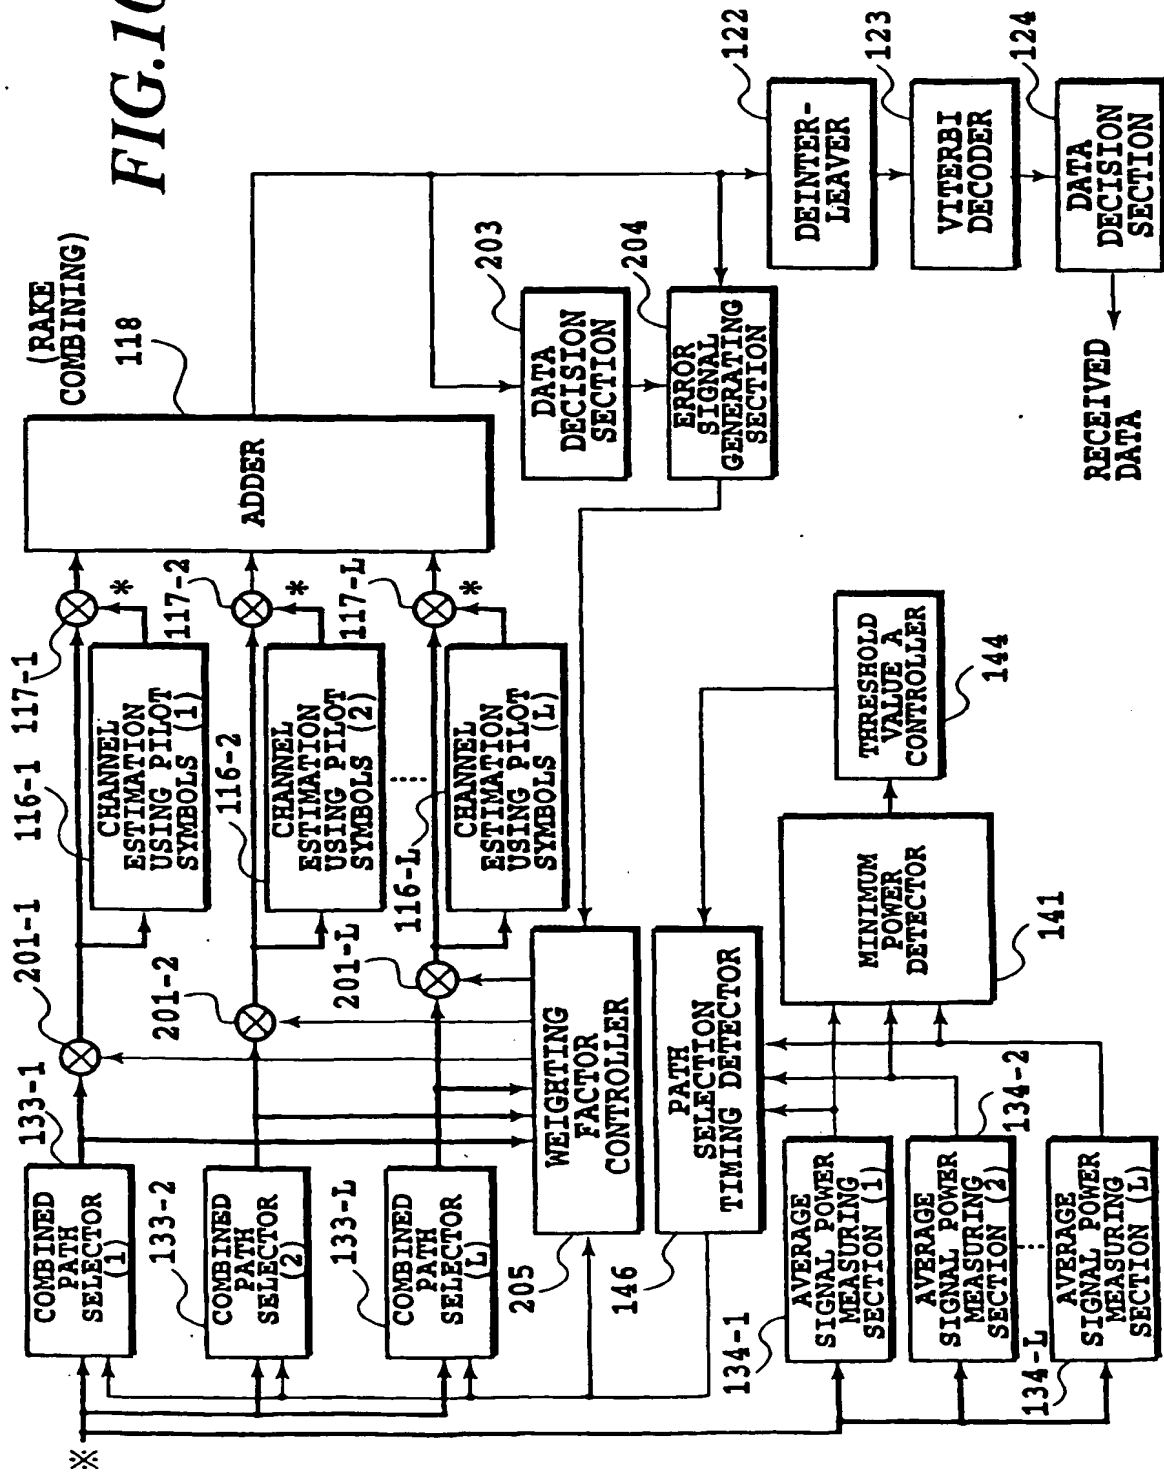 FIG.10
(RAKE
COMBINING)
118
ADDER
117-1
117-2
117-L
*
*
*
116-1
CHANNEL
ESTIMATION
USING PILOT
SYMBOLS (1)
116-2
CHANNEL
ESTIMATION
USING PILOT
SYMBOLS (2)
116-L
CHANNEL
ESTIMATION
USING PILOT
SYMBOLS (L)
201-1
201-2
201-L
133-1
COMBINED
PATH
SELECTOR
(1)
133-2
COMBINED
PATH
SELECTOR
(2)
133-L
COMBINED
PATH
SELECTOR
(L)
※
203
DATA
DECISION
SECTION
204
ERROR
SIGNAL
GENERATING
SECTION
122
DEINTER-
LEAVER
123
VITERBI
DECODER
124
DATA
DECISION
SECTION
RECEIVED
DATA
WEIGHTING
FACTOR
CONTROLLER
205
PATH
SELECTION
TIMING DETECTOR
146
THRESHOLD
VALUE A
CONTROLLER
144
MINIMUM
POWER
DETECTOR
141
134-1
AVERAGE
SIGNAL POWER
MEASURING
SECTION (1)
134-2
AVERAGE
SIGNAL POWER
MEASURING
SECTION (2)
134-L
AVERAGE
SIGNAL POWER
MEASURING
SECTION (L)